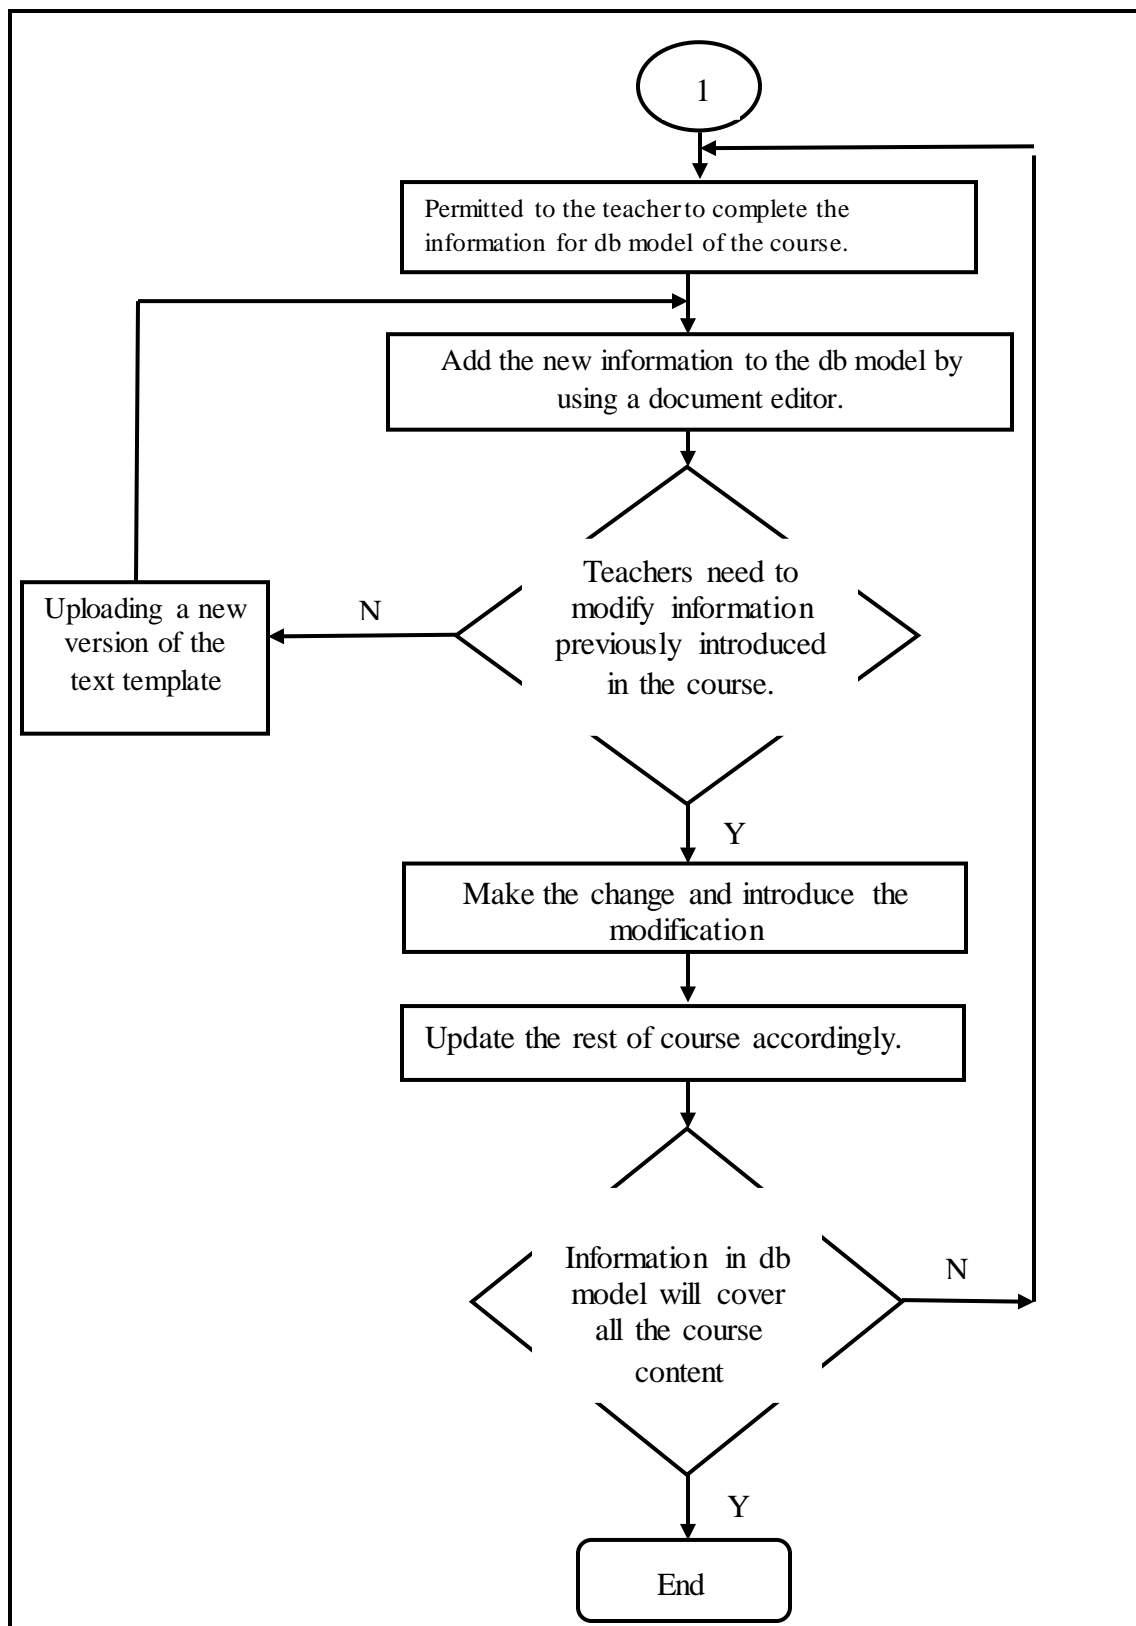 1
Permitted to the teacher to complete the
information for db model of the course.
Add the new information to the db model by
using a document editor.
Teachers need to
modify information
previously introduced
in the course.
N
Uploading a new
version of the
text template
Y
Make the change and introduce the
modification
Update the rest of course accordingly.
Information in db
model will cover
all the course
content
N
Y
End